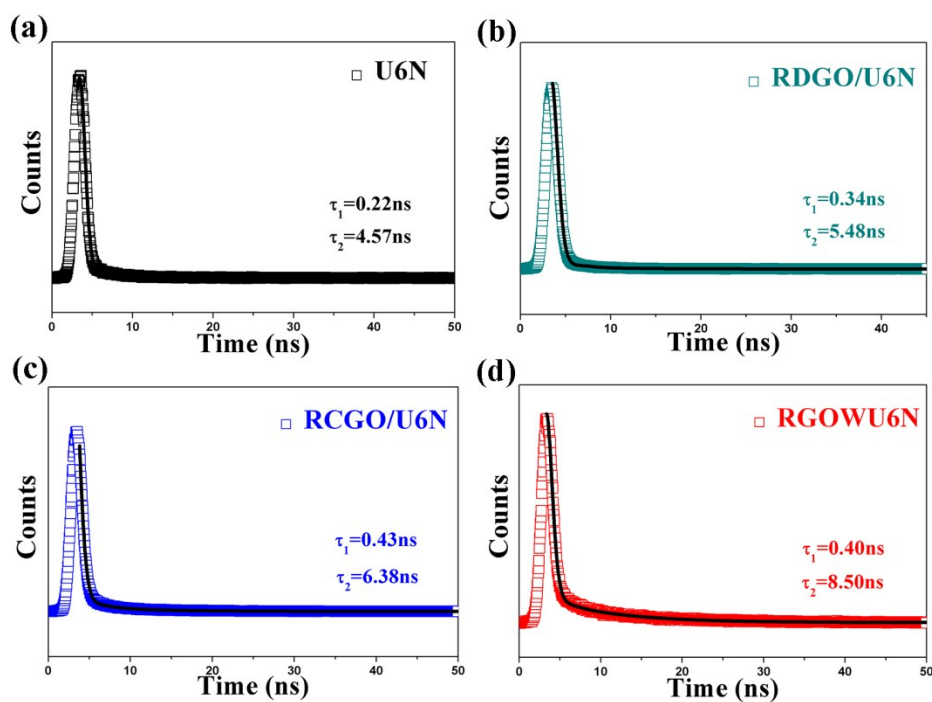 (a)
U6N
Counts
τ₁=0.22ns
τ₂=4.57ns
0 10 20 30 40 50
Time (ns)
(b)
RDGO/U6N
Counts
τ₁=0.34ns
τ₂=5.48ns
0 10 20 30 40
Time (ns)
(c)
RCGO/U6N
Counts
τ₁=0.43ns
τ₂=6.38ns
0 10 20 30 40 50
Time (ns)
(d)
RGOWU6N
Counts
τ₁=0.40ns
τ₂=8.50ns
0 10 20 30 40 50
Time (ns)